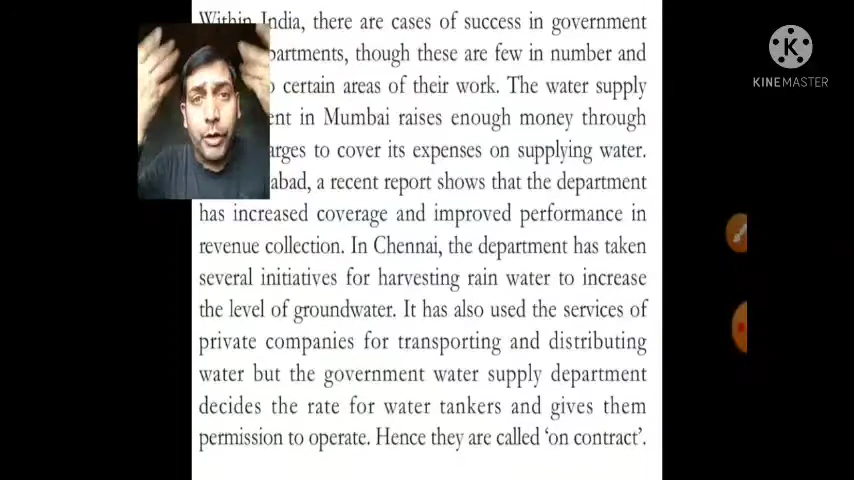 Within India, there are cases of success in government
partments, though these are few in number and
certain areas of their work. The water supply
ent in Mumbai raises enough money through
arges to cover its expenses on supplying water.
abad, a recent report shows that the department
has increased coverage and improved performance in
revenue collection. In Chennai, the department has taken
several initiatives for harvesting rain water to increase
the level of groundwater. It has also used the services of
private companies for transporting and distributing
water but the government water supply department
decides the rate for water tankers and gives them
permission to operate. Hence they are called ‘on contract’.
K
KINEMASTER